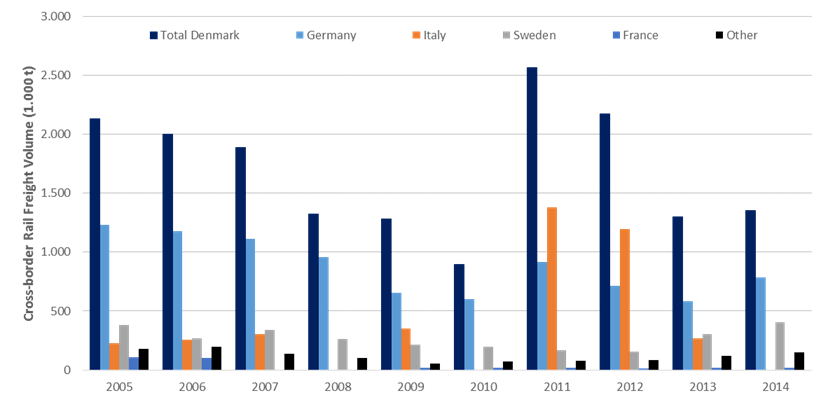 3.000
Total Denmark Germany Italy Sweden France Other
2.500
2.000
1.500
1.000
500
0
Cross-border Rail Freight Volume (1.000 t)
2005 2006 2007 2008 2009 2010 2011 2012 2013 2014